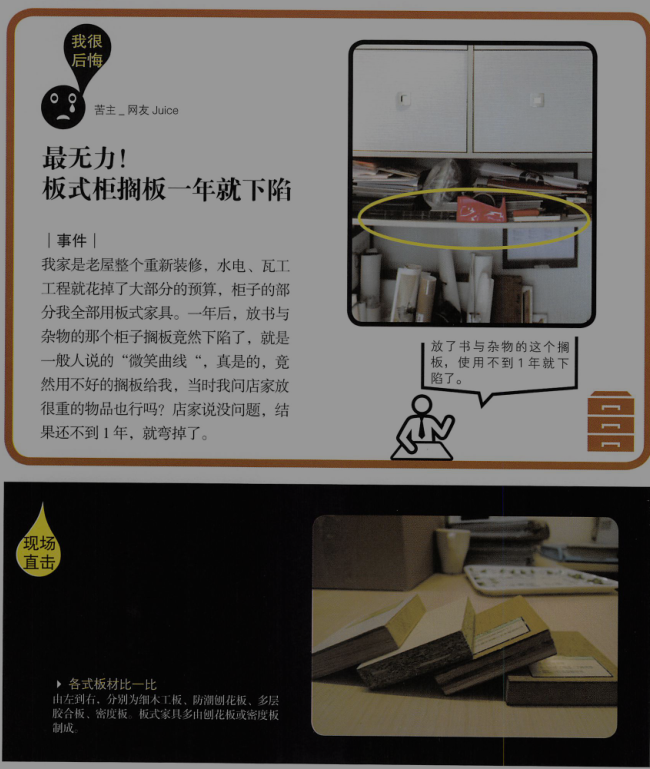 我很
后悔
苦主_网友 Juice
最无力！
板式柜搁板一年就下陷
｜事件｜
我家是老屋整个重新装修，水电、瓦工
工程就花掉了大部分的预算，柜子的部
分我全部用板式家具。一年后，放书与
杂物的那个柜子搁板竟然下陷了，就是
一般人说的“微笑曲线“，真是的，竟
然用不好的搁板给我，当时我问店家放
很重的物品也行吗？店家说没问题，结
果还不到1年，就弯掉了。
放了书与杂物的这个搁
板，使用不到1年就下
陷了。
现场
直击
各式板材比一比
由左到右，分别为细木工板、防潮刨花板、多层
胶合板、密度板。板式家具多由刨花板或密度板
制成。